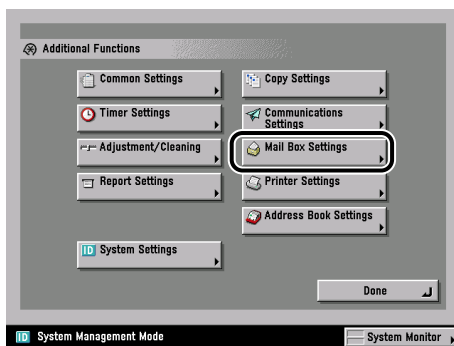 Additional Functions
Common Settings
Copy Settings
Timer Settings
Communications
Settings
Adjustment/Cleaning
Mail Box Settings
Report Settings
Printer Settings
Address Book Settings
ID System Settings
Done
ID System Management Mode
System Monitor